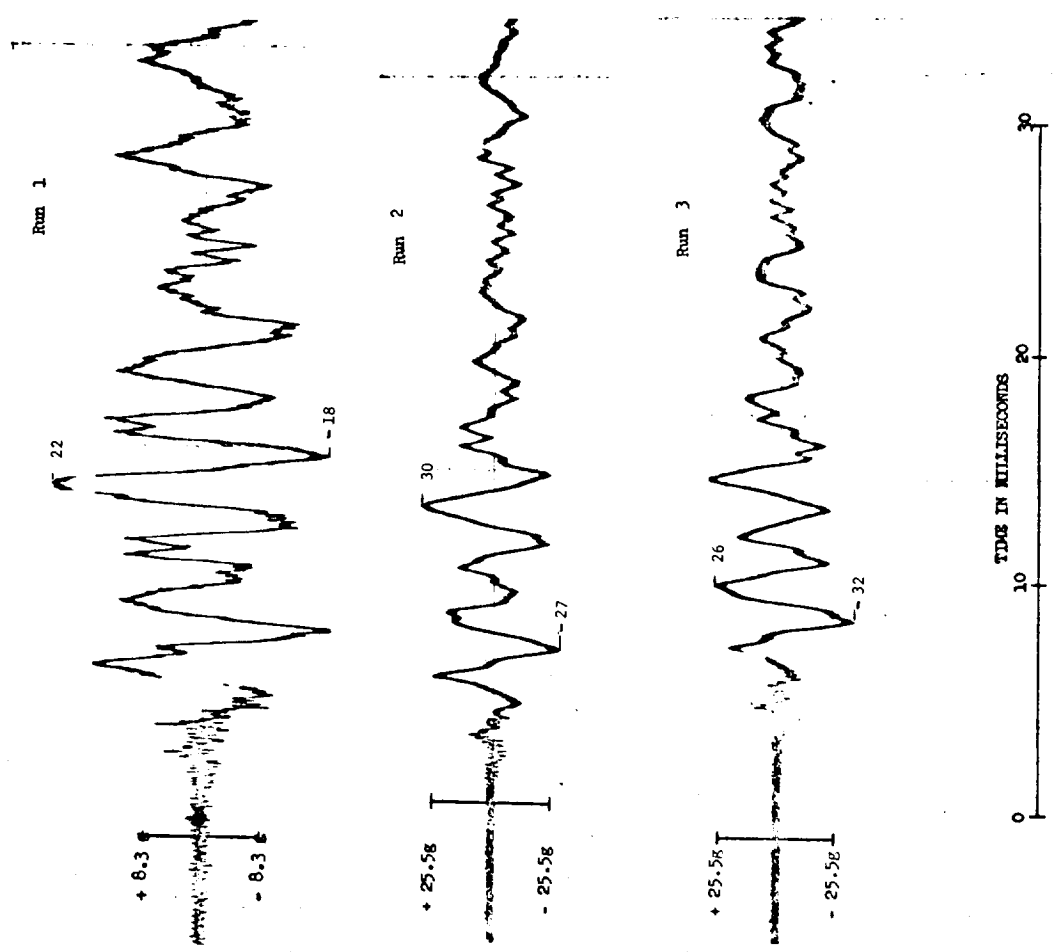 Run 1
22
- 18
+ 8.3
- 8.3
Run 2
30
- 27
+ 25.5g
- 25.5g
Run 3
26
- 32
+ 25.5g
- 25.5g
0
10
20
30
TIME IN MILLISECONDS